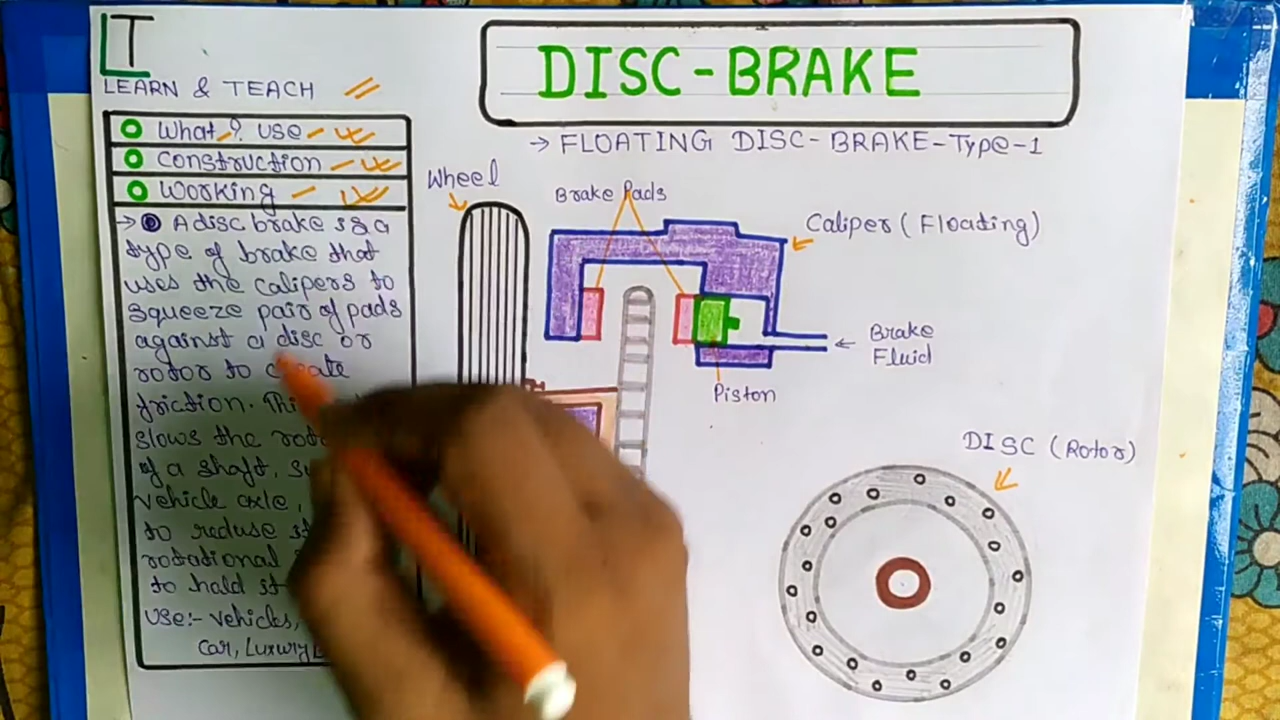 LT
LEARN & TEACH
DISC-BRAKE
→ FLOATING DISC-BRAKE-Type-1
What ? use
Construction
Working
→ A disc brake is a
type of brake that
uses the calipers to
squeeze pair of pads
against a disc or
rotor to create
friction.
slows the
of a shaft,
vehicle axle,
to reduse
rotational
to hold
use:- vehicles,
Car, Luxury
Wheel
Brake Pads
Caliper (Floating)
Brake
Fluid
Piston
DISC (Rotor)